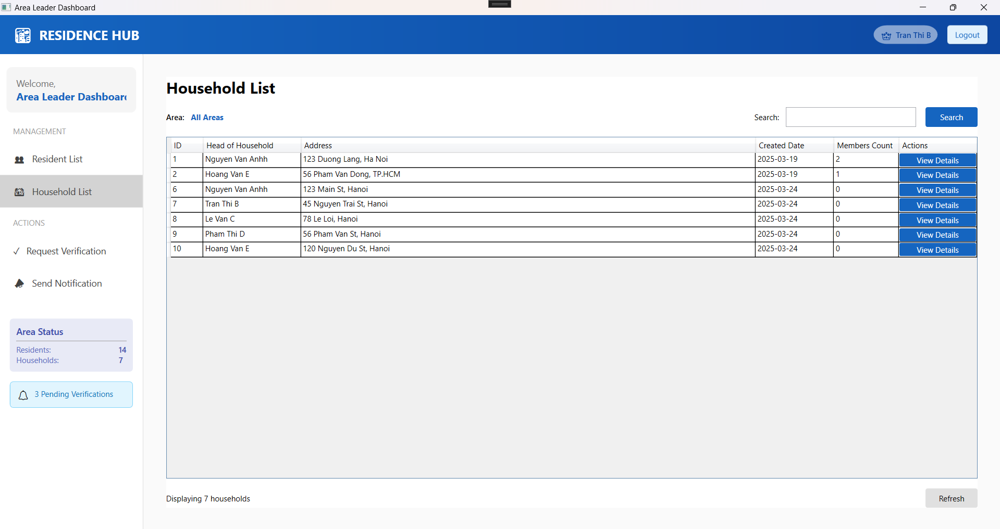 Area Leader Dashboard
RESIDENCE HUB
Tran Thi B
Logout
Welcome,
Area Leader Dashboar
MANAGEMENT
Resident List
Household List
ACTIONS
✓ Request Verification
Send Notification
Area Status
Residents: 14
Households: 7
3 Pending Verifications
Household List
Area: All Areas
Search:
Search
ID Head of Household Address Created Date Members Count Actions
1 Nguyen Van Anhh 123 Duong Lang, Ha Noi 2025-03-19 2 View Details
2 Hoang Van E 56 Pham Van Dong, TP.HCM 2025-03-19 1 View Details
6 Nguyen Van Anhh 123 Main St, Hanoi 2025-03-24 0 View Details
7 Tran Thi B 45 Nguyen Trai St, Hanoi 2025-03-24 0 View Details
8 Le Van C 78 Le Loi, Hanoi 2025-03-24 0 View Details
9 Pham Thi D 56 Pham Van St, Hanoi 2025-03-24 0 View Details
10 Hoang Van E 120 Nguyen Du St, Hanoi 2025-03-24 0 View Details
Displaying 7 households
Refresh